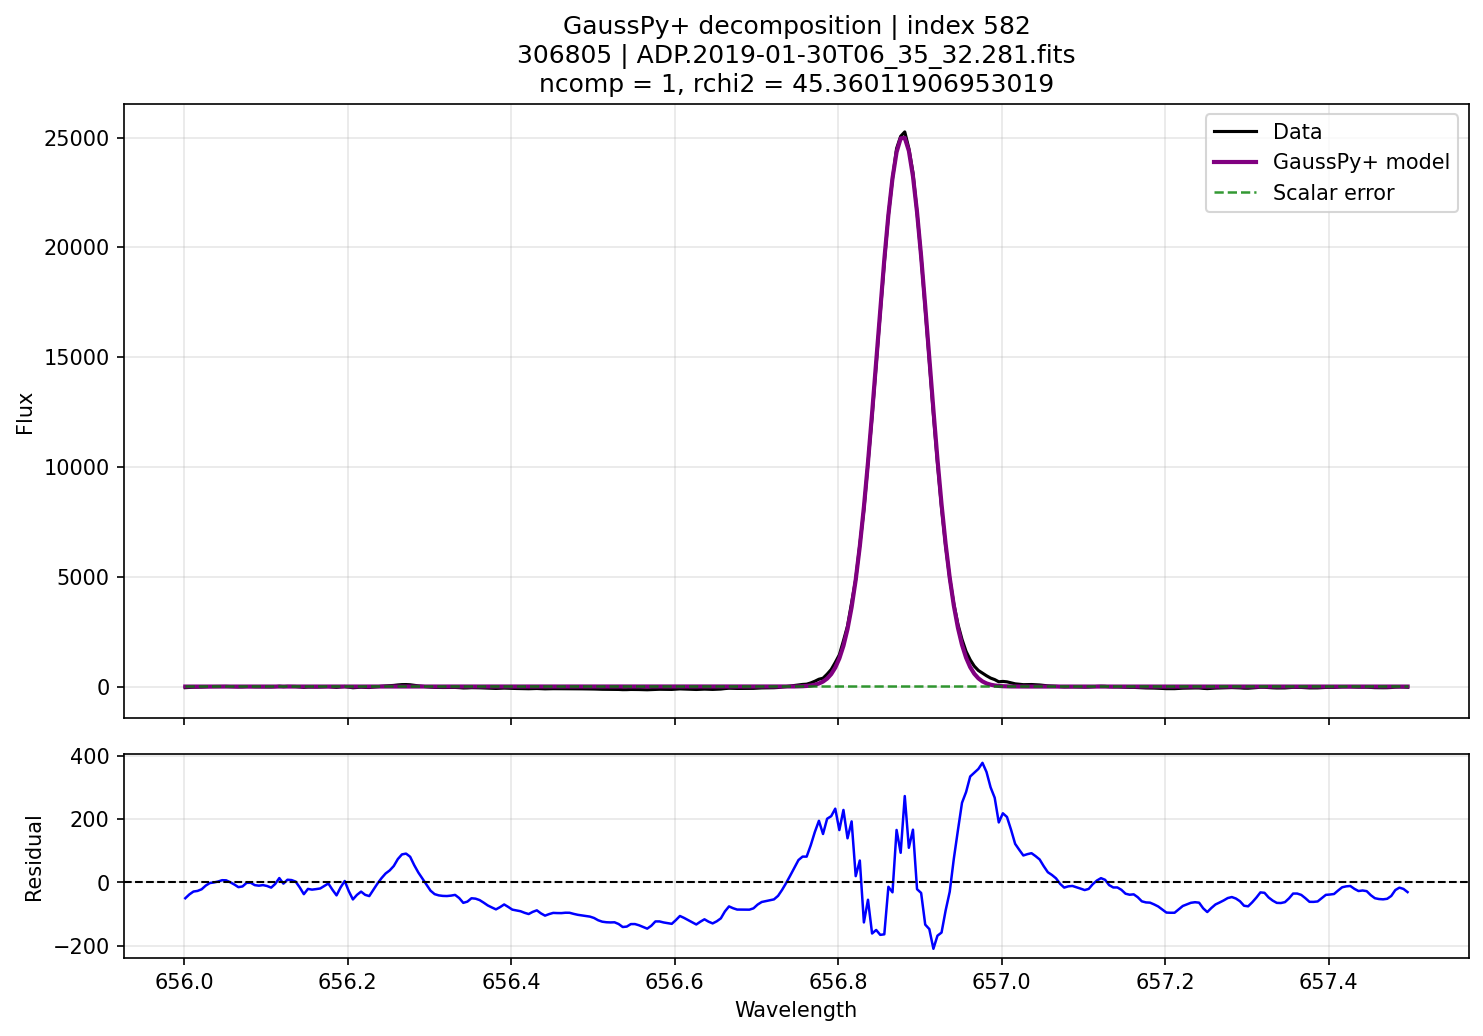 GaussPy+ decomposition | index 582
306805 | ADP.2019-01-30T06_35_32.281.fits
ncomp = 1, rchi2 = 45.36011906953019
Data
GaussPy+ model
Scalar error
25000
20000
15000
10000
5000
0
Flux
400
200
0
−200
Residual
656.0 656.2 656.4 656.6 656.8 657.0 657.2 657.4
Wavelength